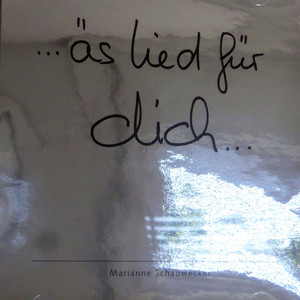 ...äs lied für
dich...
Marianne Schauwecker